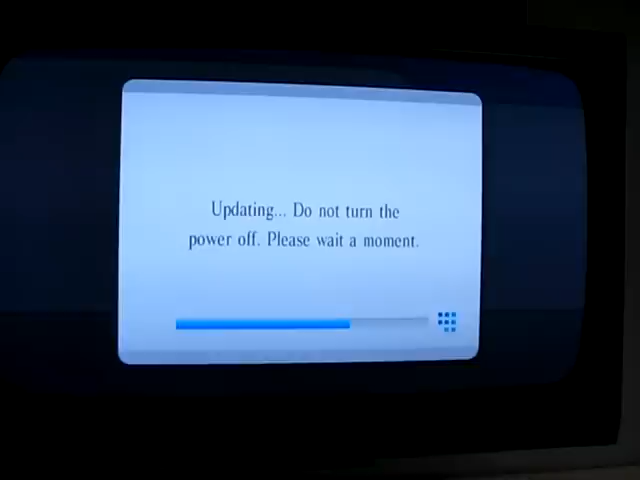 Updating... Do not turn the
power off. Please wait a moment.